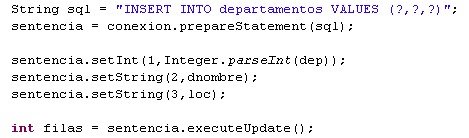 String sql = "INSERT INTO departamentos VALUES (?,?,?)";
sentencia = conexion.prepareStatement(sql);
sentencia.setInt(1,Integer.parseInt(dep));
sentencia.setString(2,dnombre);
sentencia.setString(3,loc);
int filas = sentencia.executeUpdate();